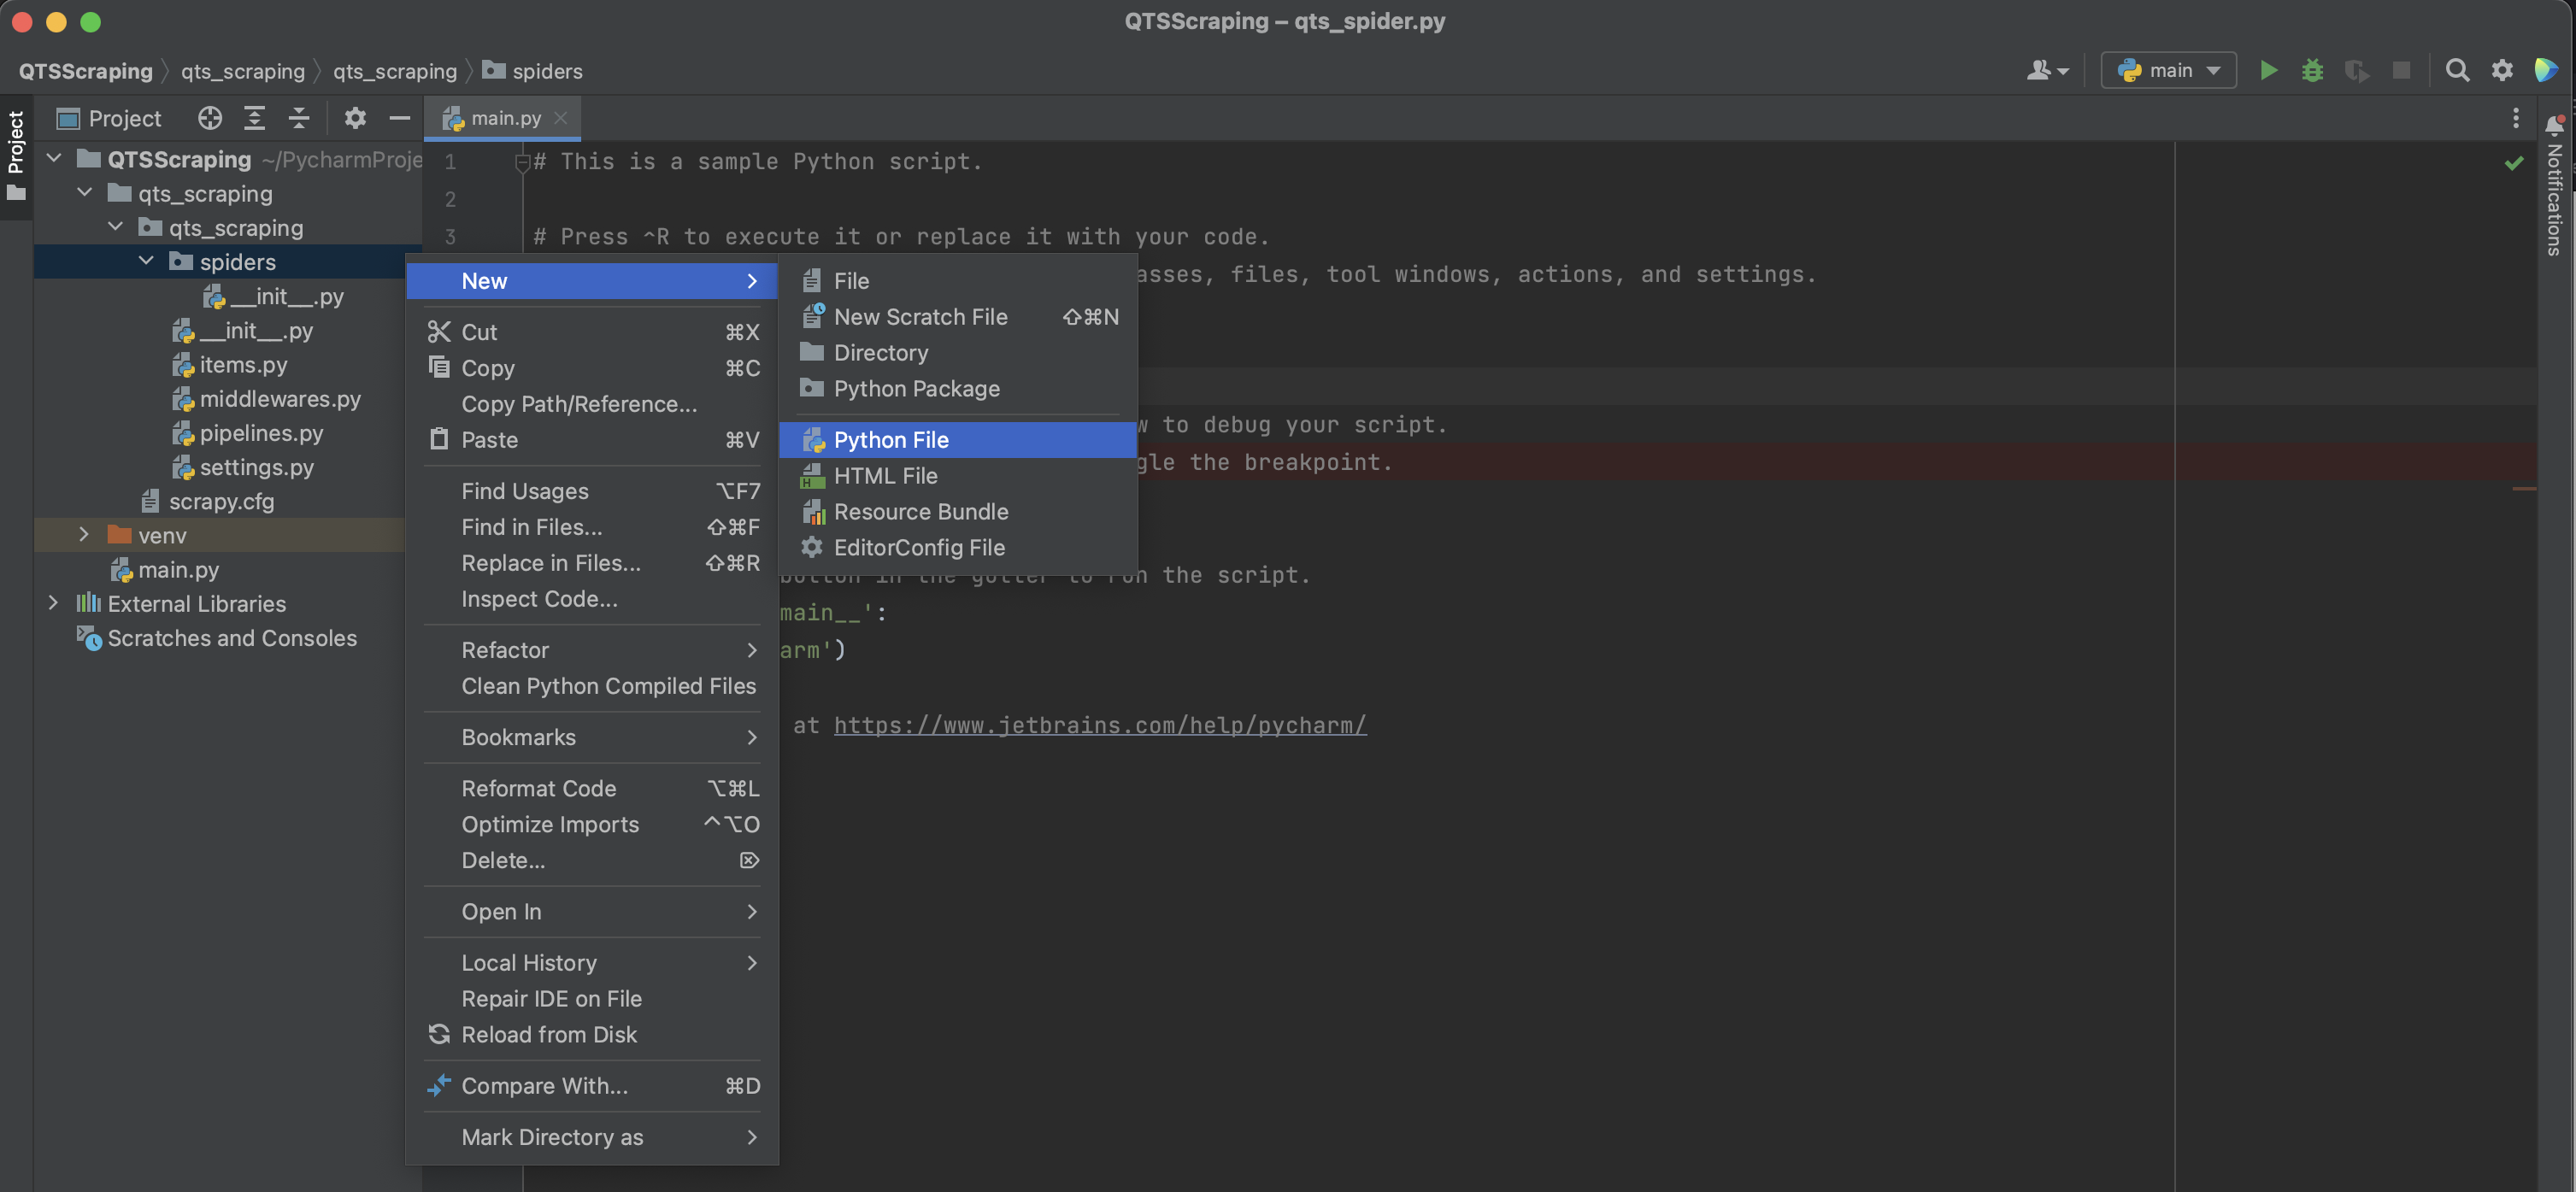 QTSScraping – qts_spider.py
QTSScraping qts_scraping qts_scraping spiders
main
Project
Project
main.py
Notifications
QTSScraping ~/PycharmProje
qts_scraping
qts_scraping
spiders
__init__.py
__init__.py
items.py
middlewares.py
pipelines.py
settings.py
scrapy.cfg
venv
main.py
External Libraries
Scratches and Consoles
1 # This is a sample Python script.
2
3 # Press ^R to execute it or replace it with your code.
asses, files, tool windows, actions, and settings.
w to debug your script.
gle the breakpoint.
button in the gutter to run the script.
main__':
arm')
at https://www.jetbrains.com/help/pycharm/
New
Cut ⌘X
Copy ⌘C
Copy Path/Reference...
Paste ⌘V
Find Usages ⌥F7
Find in Files... ⇧⌘F
Replace in Files... ⇧⌘R
Inspect Code...
Refactor
Clean Python Compiled Files
Bookmarks
Reformat Code ⌥⌘L
Optimize Imports ^⌥O
Delete... ⌦
Open In
Local History
Repair IDE on File
Reload from Disk
Compare With... ⌘D
Mark Directory as
File
New Scratch File ⇧⌘N
Directory
Python Package
Python File
HTML File
Resource Bundle
EditorConfig File